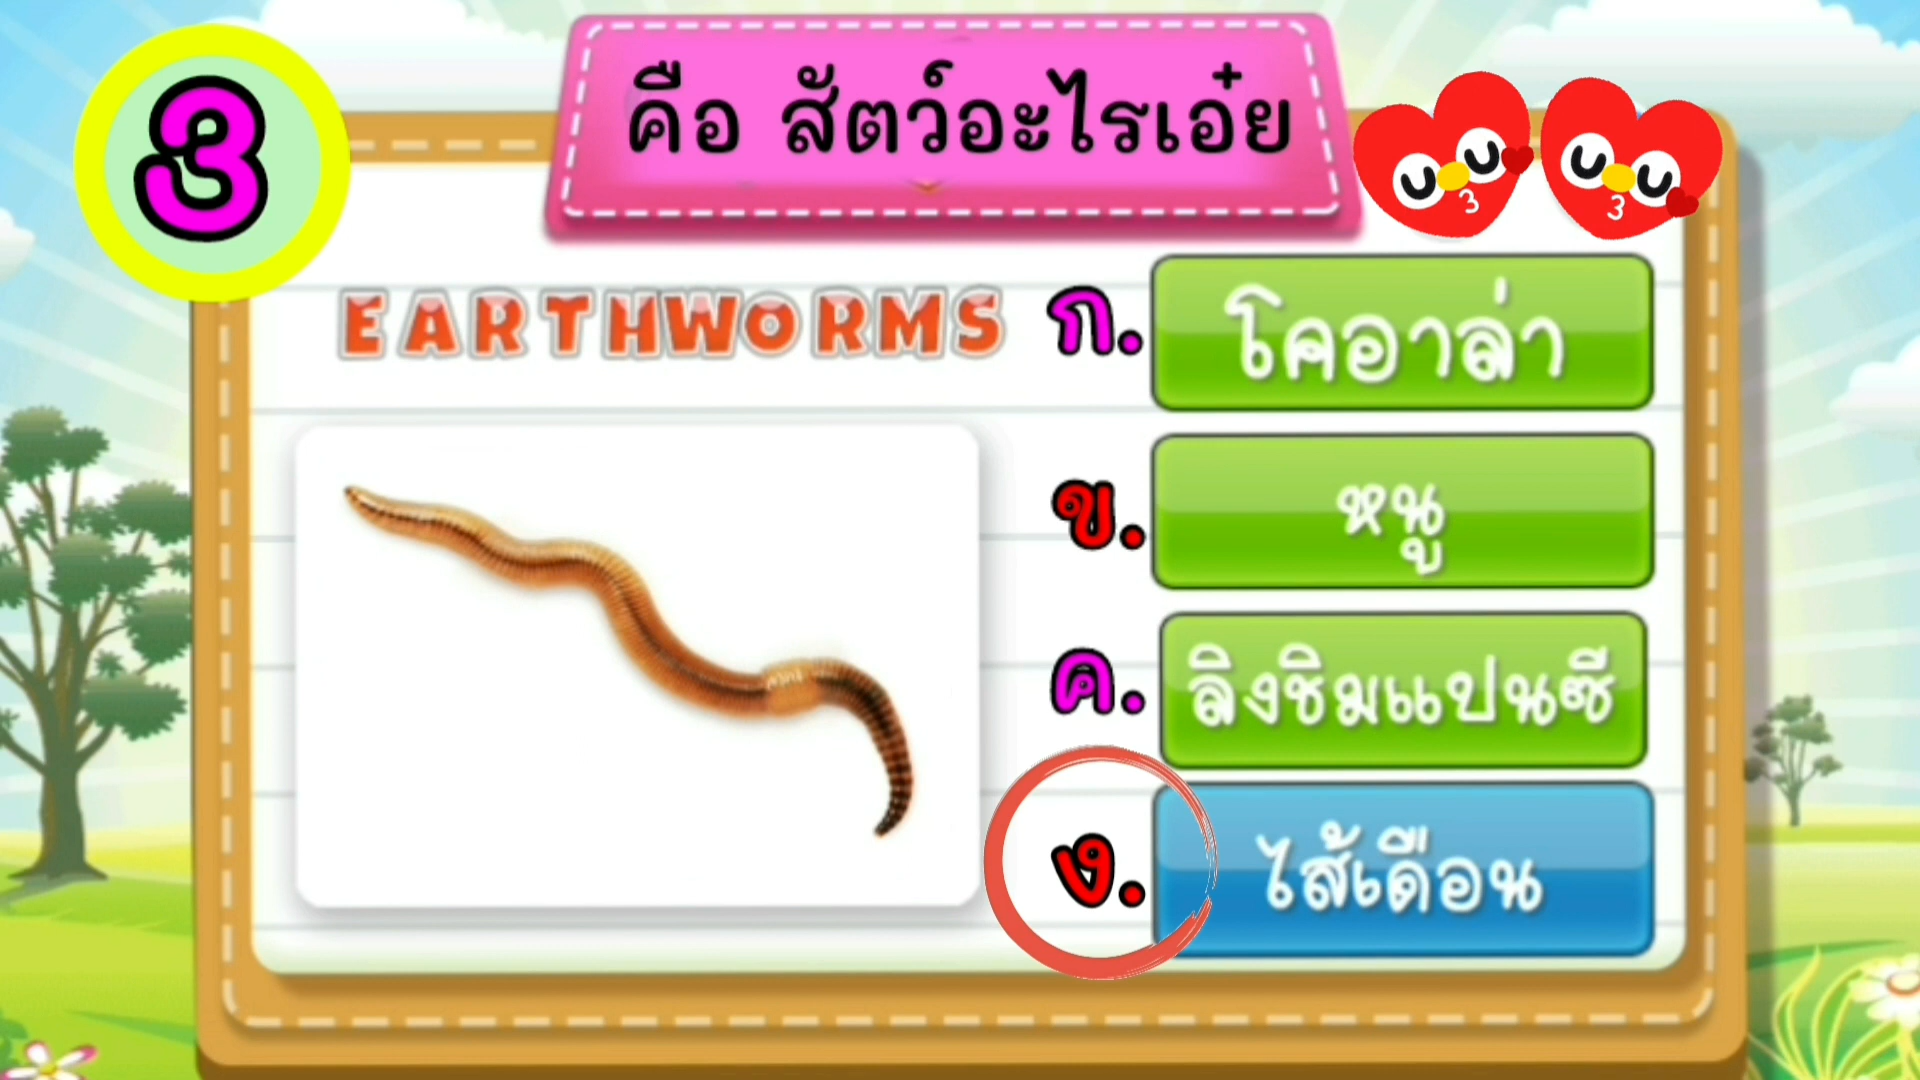 3
คือ สัตว์อะไรเอ๋ย
EARTHWORMS
ก. โคอาล่า
ข. หนู
ค. ลิงชิมแปนซี
ง. ไส้เดือน